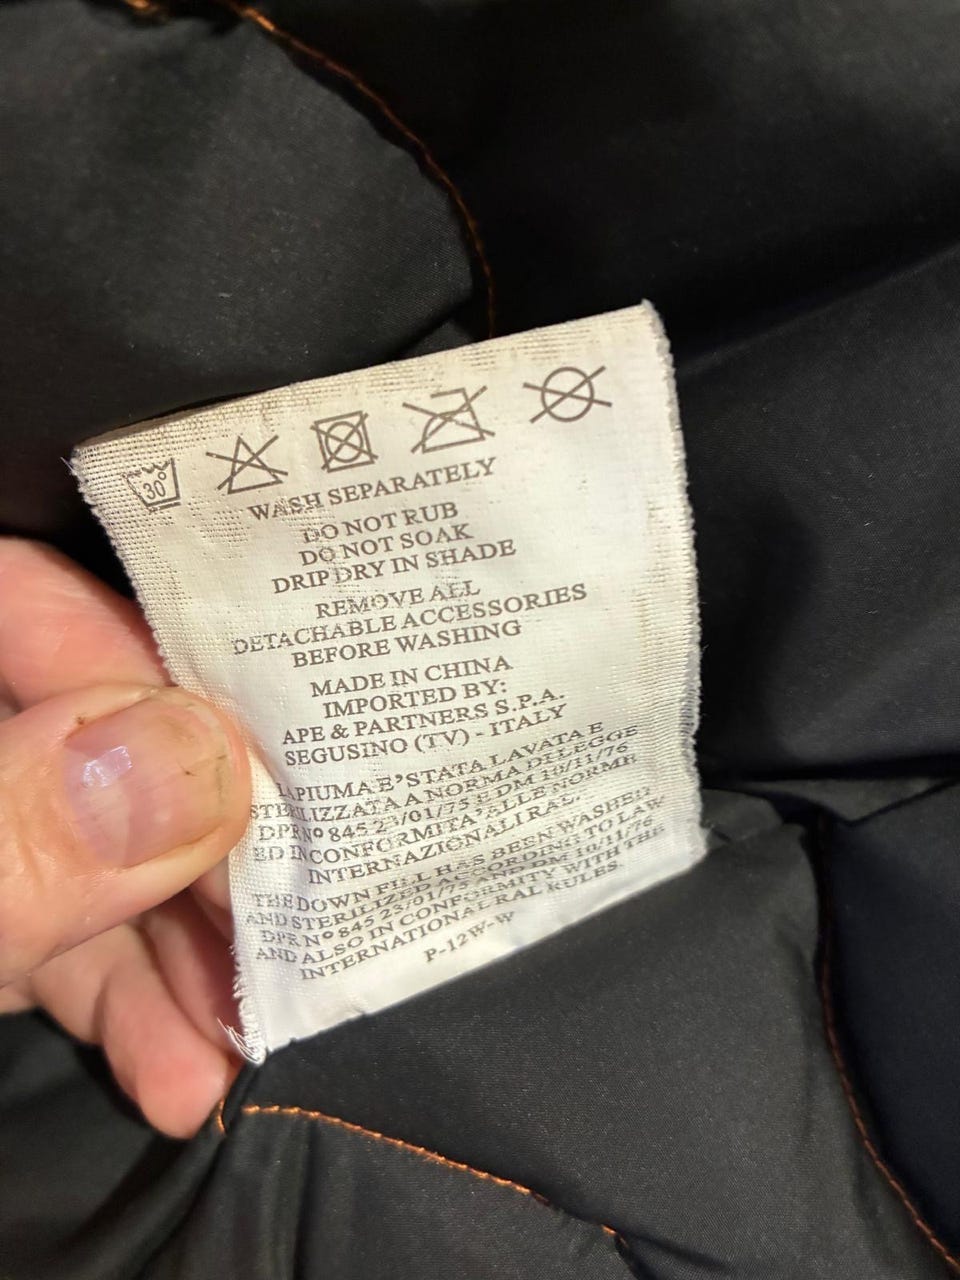 30°
WASH SEPARATELY
DO NOT RUB
DO NOT SOAK
DRIP DRY IN SHADE
REMOVE ALL
DETACHABLE ACCESSORIES
BEFORE WASHING
MADE IN CHINA
IMPORTED BY:
APE & PARTNERS S.P.A.
SEGUSINO (TV) - ITALY
LA PIUMA E' STATA LAVATA E
STERILIZZATA A NORMA DI LEGGE
DPR Nº 845 23/01/75 E DM 10/11/76
ED IN CONFORMITA' ALLE NORME
INTERNAZIONALI RAL.
THE DOWN FILL HAS BEEN WASHED
AND STERILIZED ACCORDING TO LAW
DPR Nº 845 23/01/75 AND DM 10/11/76
AND ALSO IN CONFORMITY WITH THE
INTERNATIONAL RAL RULES.
P-12W-W